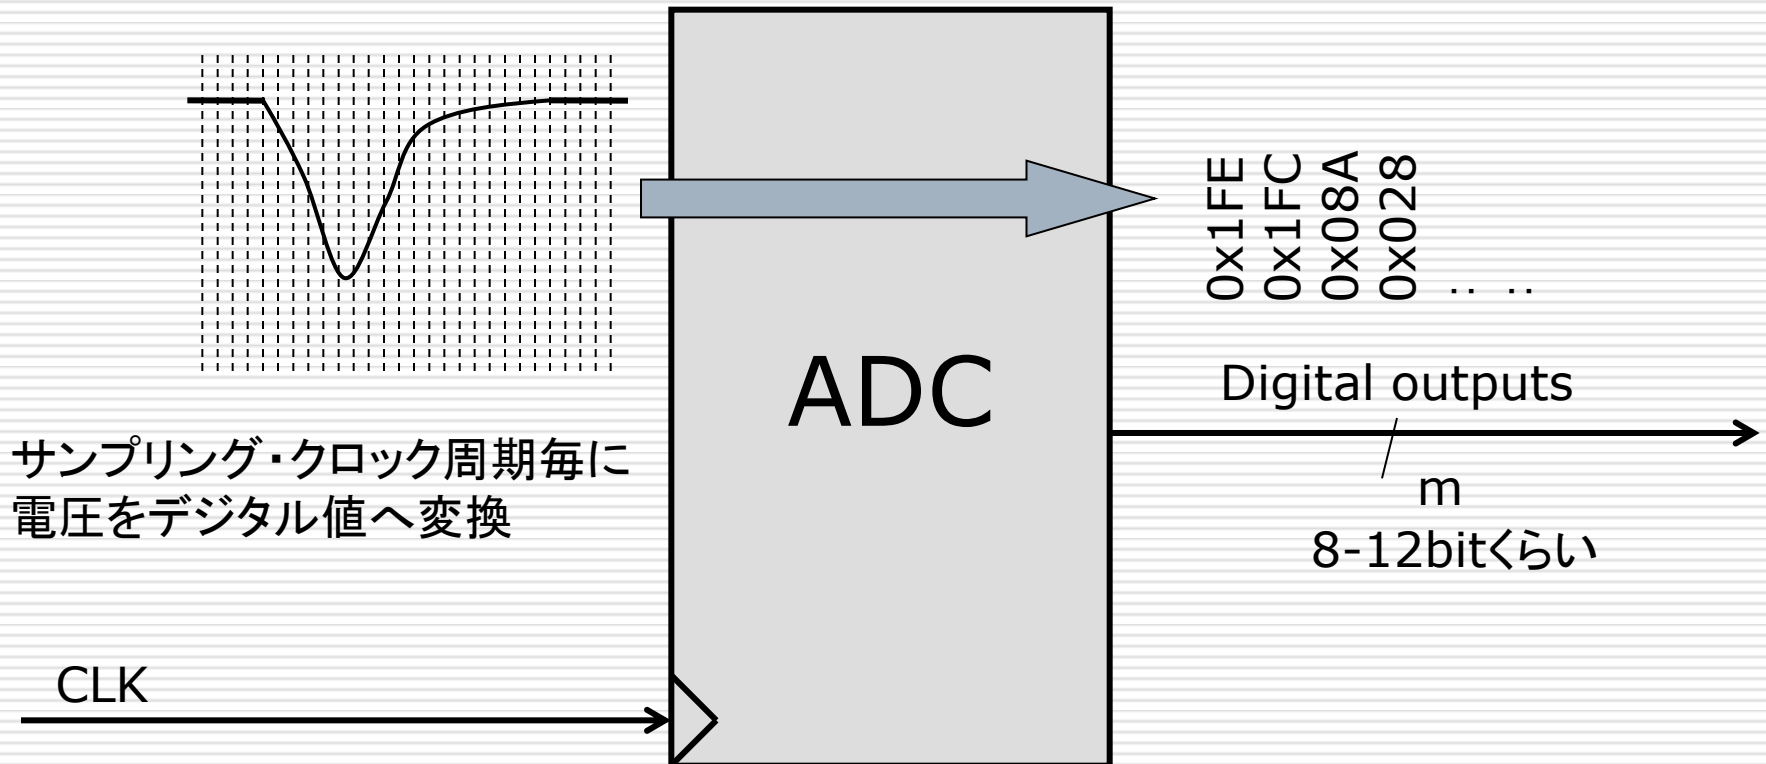 0x1FE
0x1FC
0x08A
0x028
.. ..
ADC
Digital outputs
m
8-12bitくらい
サンプリング・クロック周期毎に
電圧をデジタル値へ変換
CLK